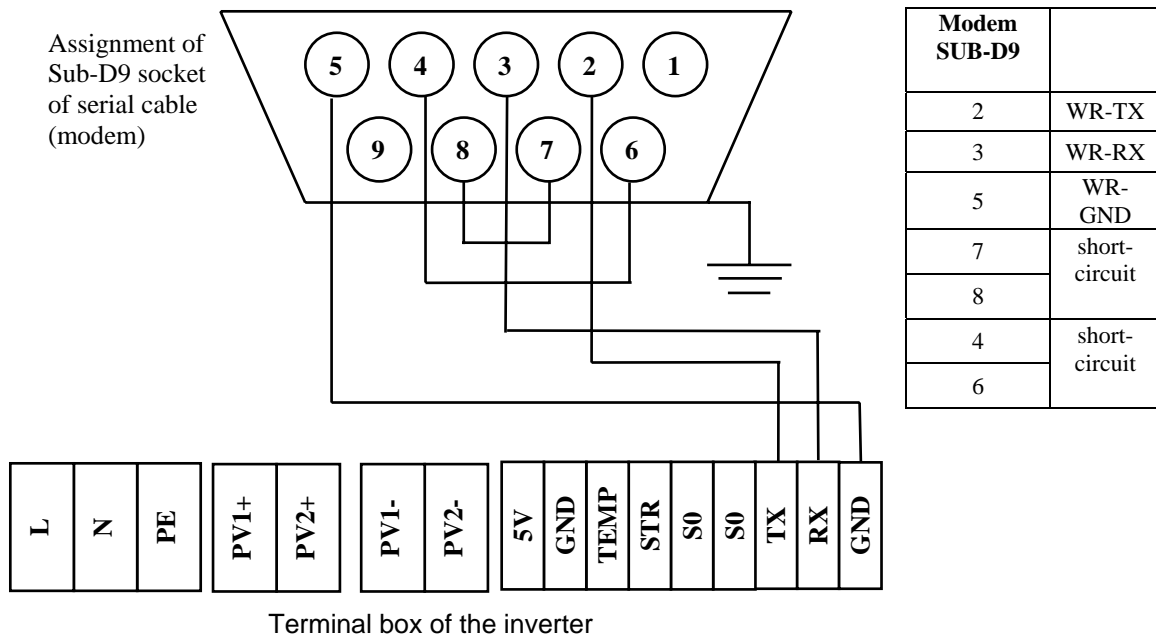 Assignment of
Sub-D9 socket
of serial cable
(modem)
5 4 3 2 1
9 8 7 6
Modem
SUB-D9
2 WR-TX
3 WR-RX
5 WR-
GND
7 short-
circuit
8
4 short-
circuit
6
L N PE PV1+ PV2+ PV1- PV2- 5V GND TEMP STR S0 S0 TX RX GND
Terminal box of the inverter